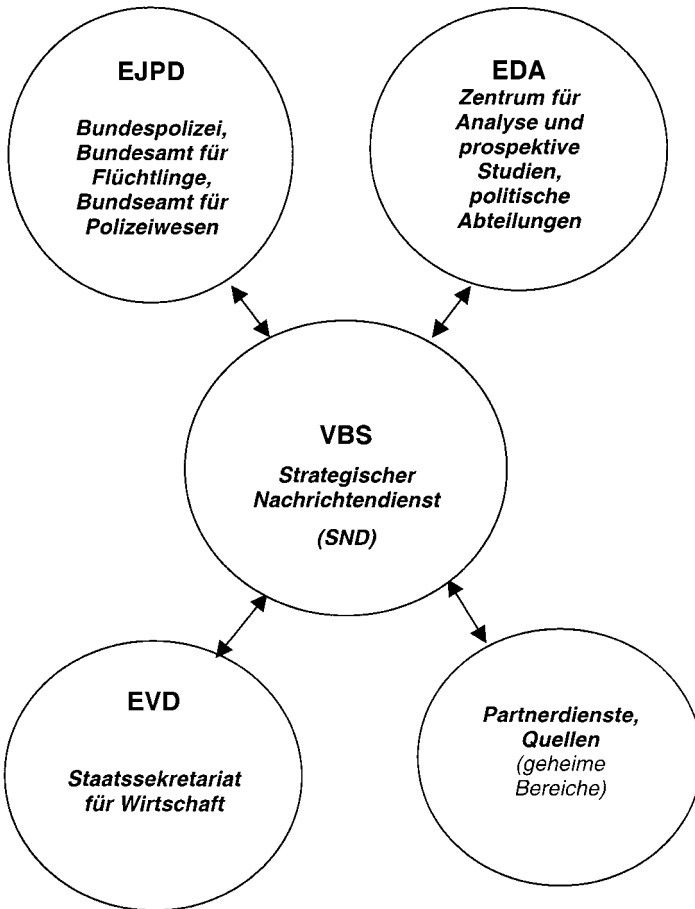 EJPD
Bundespolizei,
Bundesamt für
Flüchtlinge,
Bundseamt für
Polizeiwesen
EDA
Zentrum für
Analyse und
prospektive
Studien,
politische
Abteilungen
VBS
Strategischer
Nachrichtendienst
(SND)
EVD
Staatssekretariat
für Wirtschaft
Partnerdienste,
Quellen
(geheime
Bereiche)